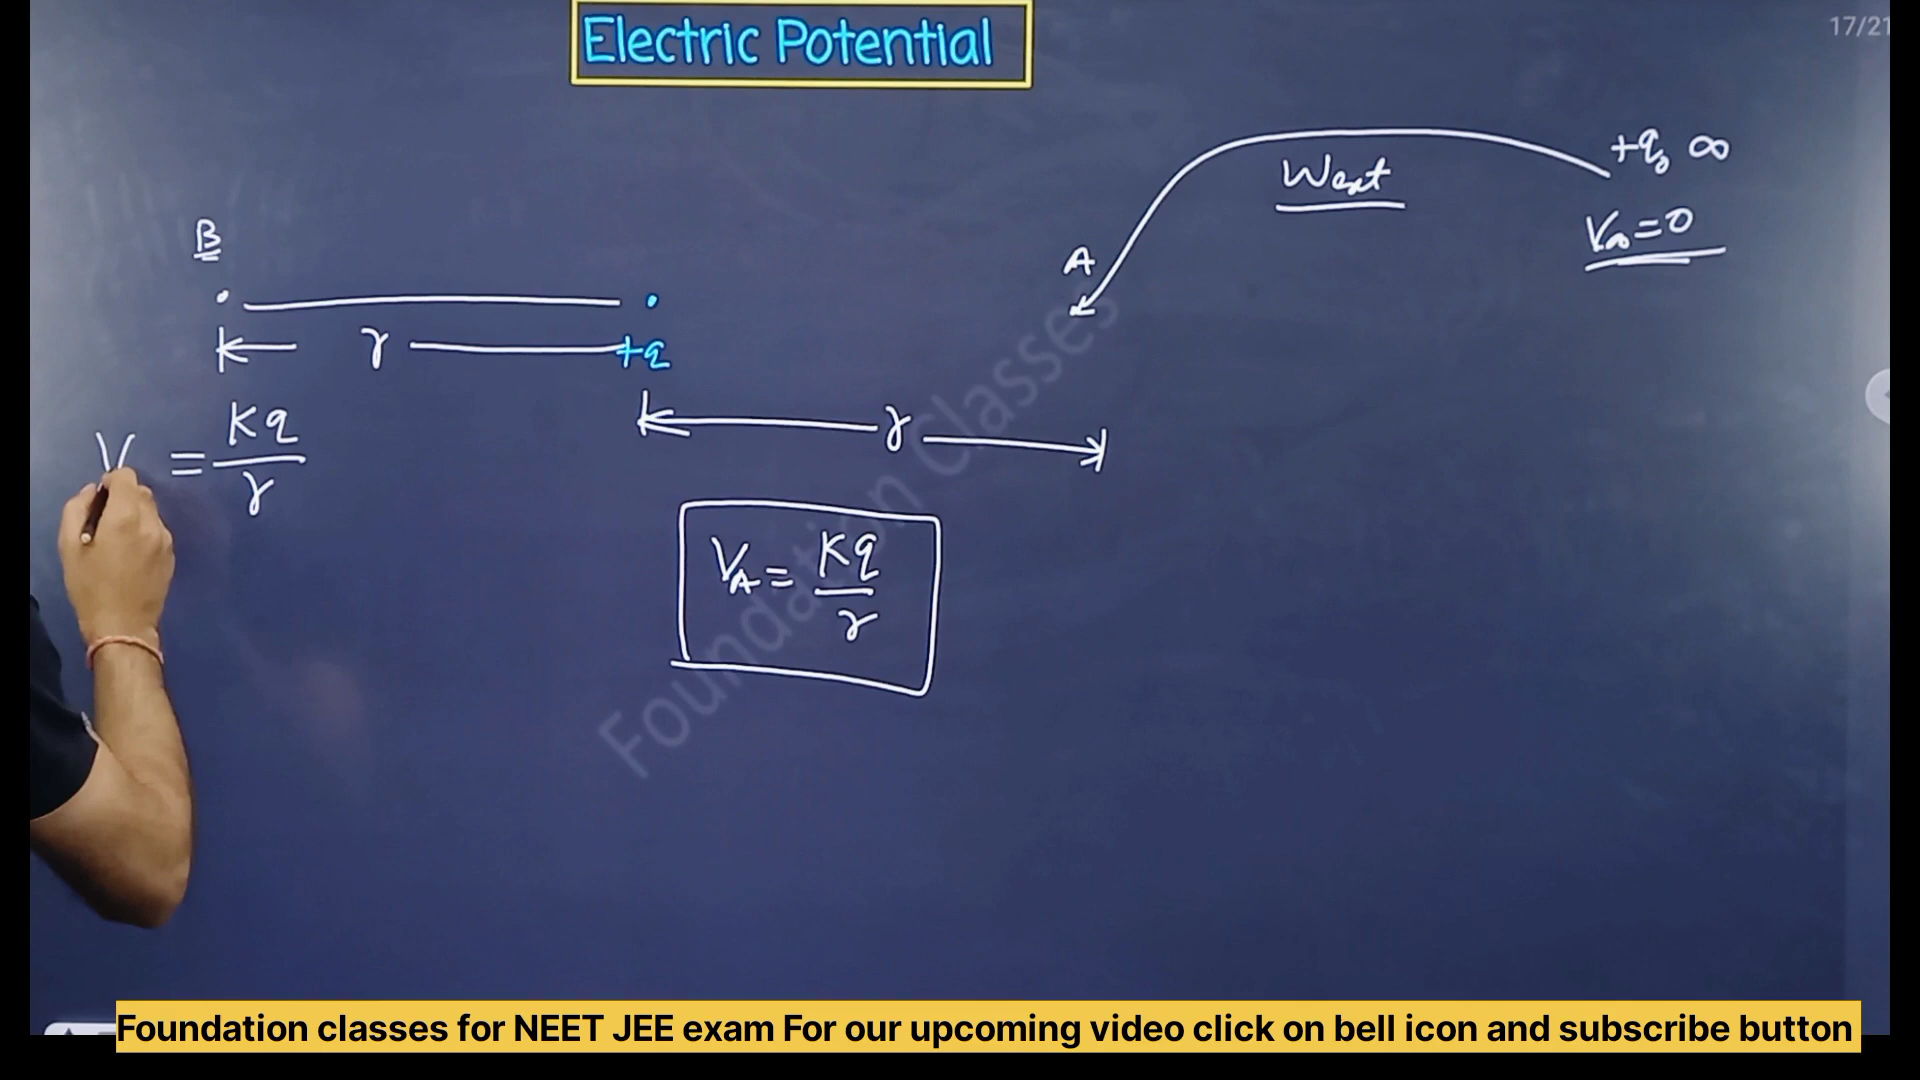 Electric Potential
17/21
+q₀ ∞
Wext
V∞=0
B
A
r
+q
r
V = Kq/r
VA = Kq/r
Foundation Classes
Foundation classes for NEET JEE exam For our upcoming video click on bell icon and subscribe button